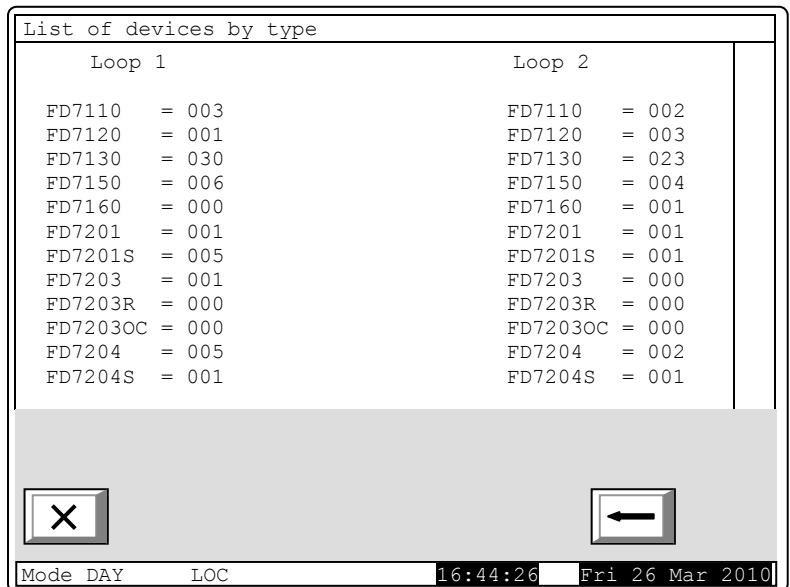 List of devices by type
Loop 1 Loop 2
FD7110 = 003 FD7110 = 002
FD7120 = 001 FD7120 = 003
FD7130 = 030 FD7130 = 023
FD7150 = 006 FD7150 = 004
FD7160 = 000 FD7160 = 001
FD7201 = 001 FD7201 = 001
FD7201S = 005 FD7201S = 001
FD7203 = 001 FD7203 = 000
FD7203R = 000 FD7203R = 000
FD7203OC = 000 FD7203OC = 000
FD7204 = 005 FD7204 = 002
FD7204S = 001 FD7204S = 001
Mode DAY LOC 16:44:26 Fri 26 Mar 2010